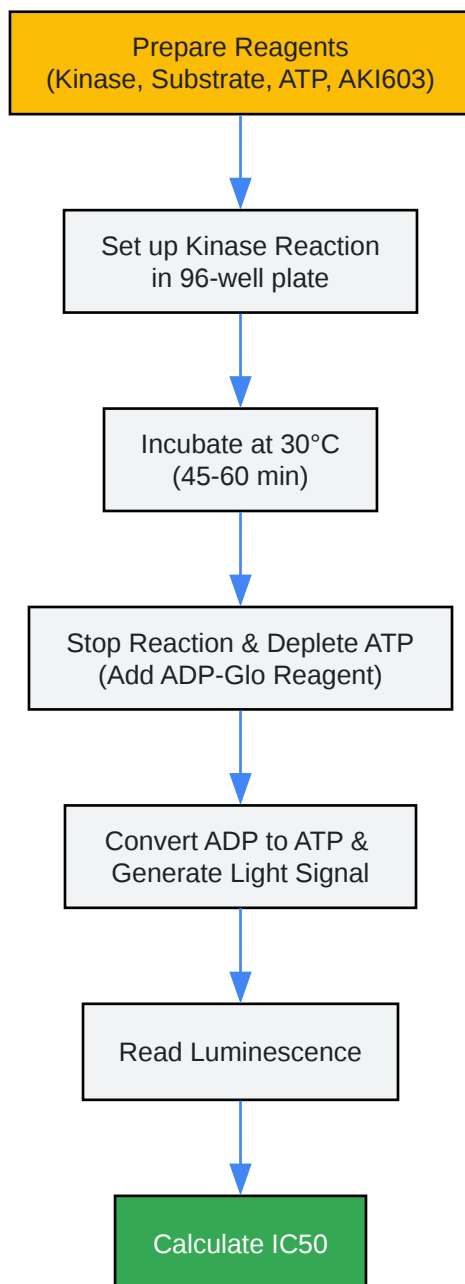 Prepare Reagents
(Kinase, Substrate, ATP, AKI603)
Set up Kinase Reaction
in 96-well plate
Incubate at 30°C
(45-60 min)
Stop Reaction & Deplete ATP
(Add ADP-Glo Reagent)
Convert ADP to ATP &
Generate Light Signal
Read Luminescence
Calculate IC50